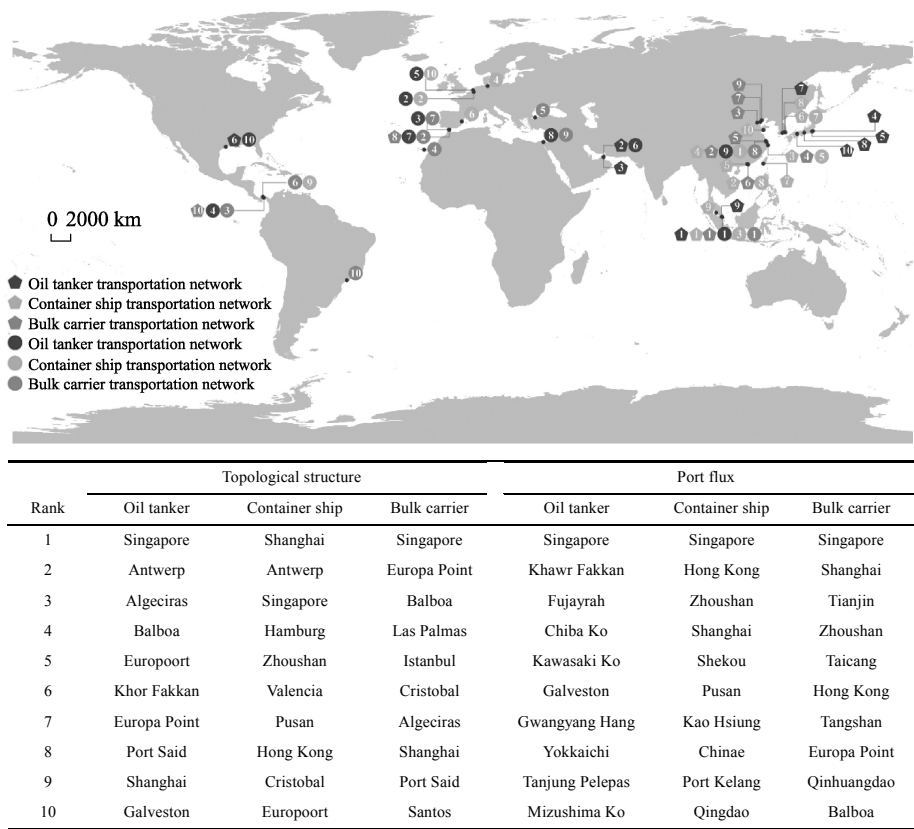 0 2000 km
Oil tanker transportation network
Container ship transportation network
Bulk carrier transportation network
Oil tanker transportation network
Container ship transportation network
Bulk carrier transportation network
Topological structure Port flux
Rank Oil tanker Container ship Bulk carrier Oil tanker Container ship Bulk carrier
1 Singapore Shanghai Singapore Singapore Singapore Singapore
2 Antwerp Antwerp Europa Point Khawr Fakkan Hong Kong Shanghai
3 Algeciras Singapore Balboa Fujayrah Zhoushan Tianjin
4 Balboa Hamburg Las Palmas Chiba Ko Shanghai Zhoushan
5 Europoort Zhoushan Istanbul Kawasaki Ko Shekou Taicang
6 Khor Fakkan Valencia Cristobal Galveston Pusan Hong Kong
7 Europa Point Pusan Algeciras Gwangyang Hang Kao Hsiung Tangshan
8 Port Said Hong Kong Shanghai Yokkaichi Chinae Europa Point
9 Shanghai Cristobal Port Said Tanjung Pelepas Port Kelang Qinhuangdao
10 Galveston Europoort Santos Mizushima Ko Qingdao Balboa